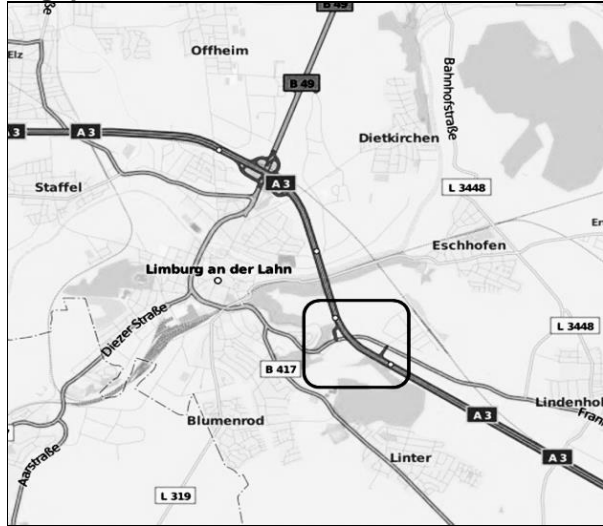 B 49
Elz
Offheim
B 49
Bahnhofstraße
A 3
A 3
Dietkirchen
Staffel
A 3
L 3448
Eschhofen
Limburg an der Lahn
Diezer Straße
L 3448
B 417
Lindenhol
Blumenrod
A 3
Aarstraße
Linter
A 3
L 319